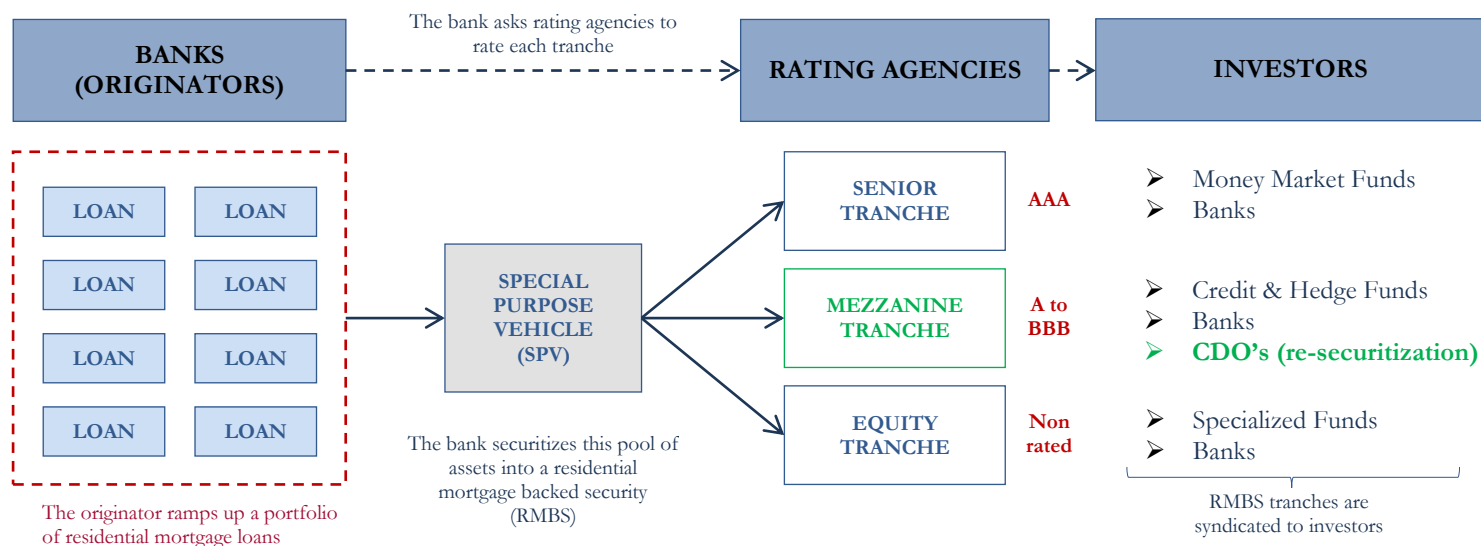 The bank asks rating agencies to
rate each tranche
BANKS
(ORIGINATORS)
RATING AGENCIES
INVESTORS
LOAN
LOAN
LOAN
LOAN
LOAN
LOAN
LOAN
LOAN
The originator ramps up a portfolio
of residential mortgage loans
SPECIAL
PURPOSE
VEHICLE
(SPV)
The bank securitizes this pool of
assets into a residential
mortgage backed security
(RMBS)
SENIOR
TRANCHE
AAA
Money Market Funds
Banks
MEZZANINE
TRANCHE
A to
BBB
Credit & Hedge Funds
Banks
CDO's (re-securitization)
EQUITY
TRANCHE
Non
rated
Specialized Funds
Banks
RMBS tranches are
syndicated to investors